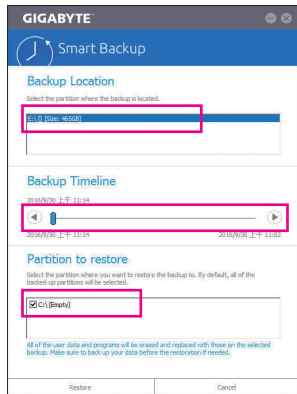 GIGABYTE™
Smart Backup
Backup Location
Select the partition where the backup is located.
E:\ [] [Size: 465GB]
Backup Timeline
2016/9/30 上午 11:14
2016/9/30 上午 11:14 2016/9/30 上午 11:02
Partition to restore
Select the partition where you want to restore the backup to. By default, all of the
backed-up partitions will be selected.
C:\ [Empty]
All of the user data and programs will be erased and replaced with those on the selected
backup. Make sure to back up your data before the restoration if needed.
Restore Cancel